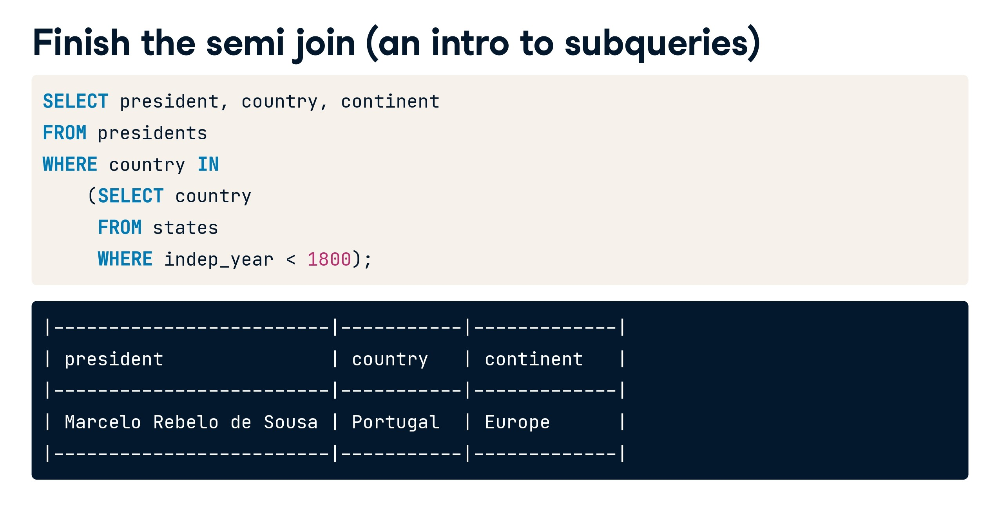 Finish the semi join (an intro to subqueries)
SELECT president, country, continent
FROM presidents
WHERE country IN
    (SELECT country
     FROM states
     WHERE indep_year < 1800);
|-------------------------|-----------|-------------|
| president               | country   | continent   |
|-------------------------|-----------|-------------|
| Marcelo Rebelo de Sousa | Portugal  | Europe      |
|-------------------------|-----------|-------------|